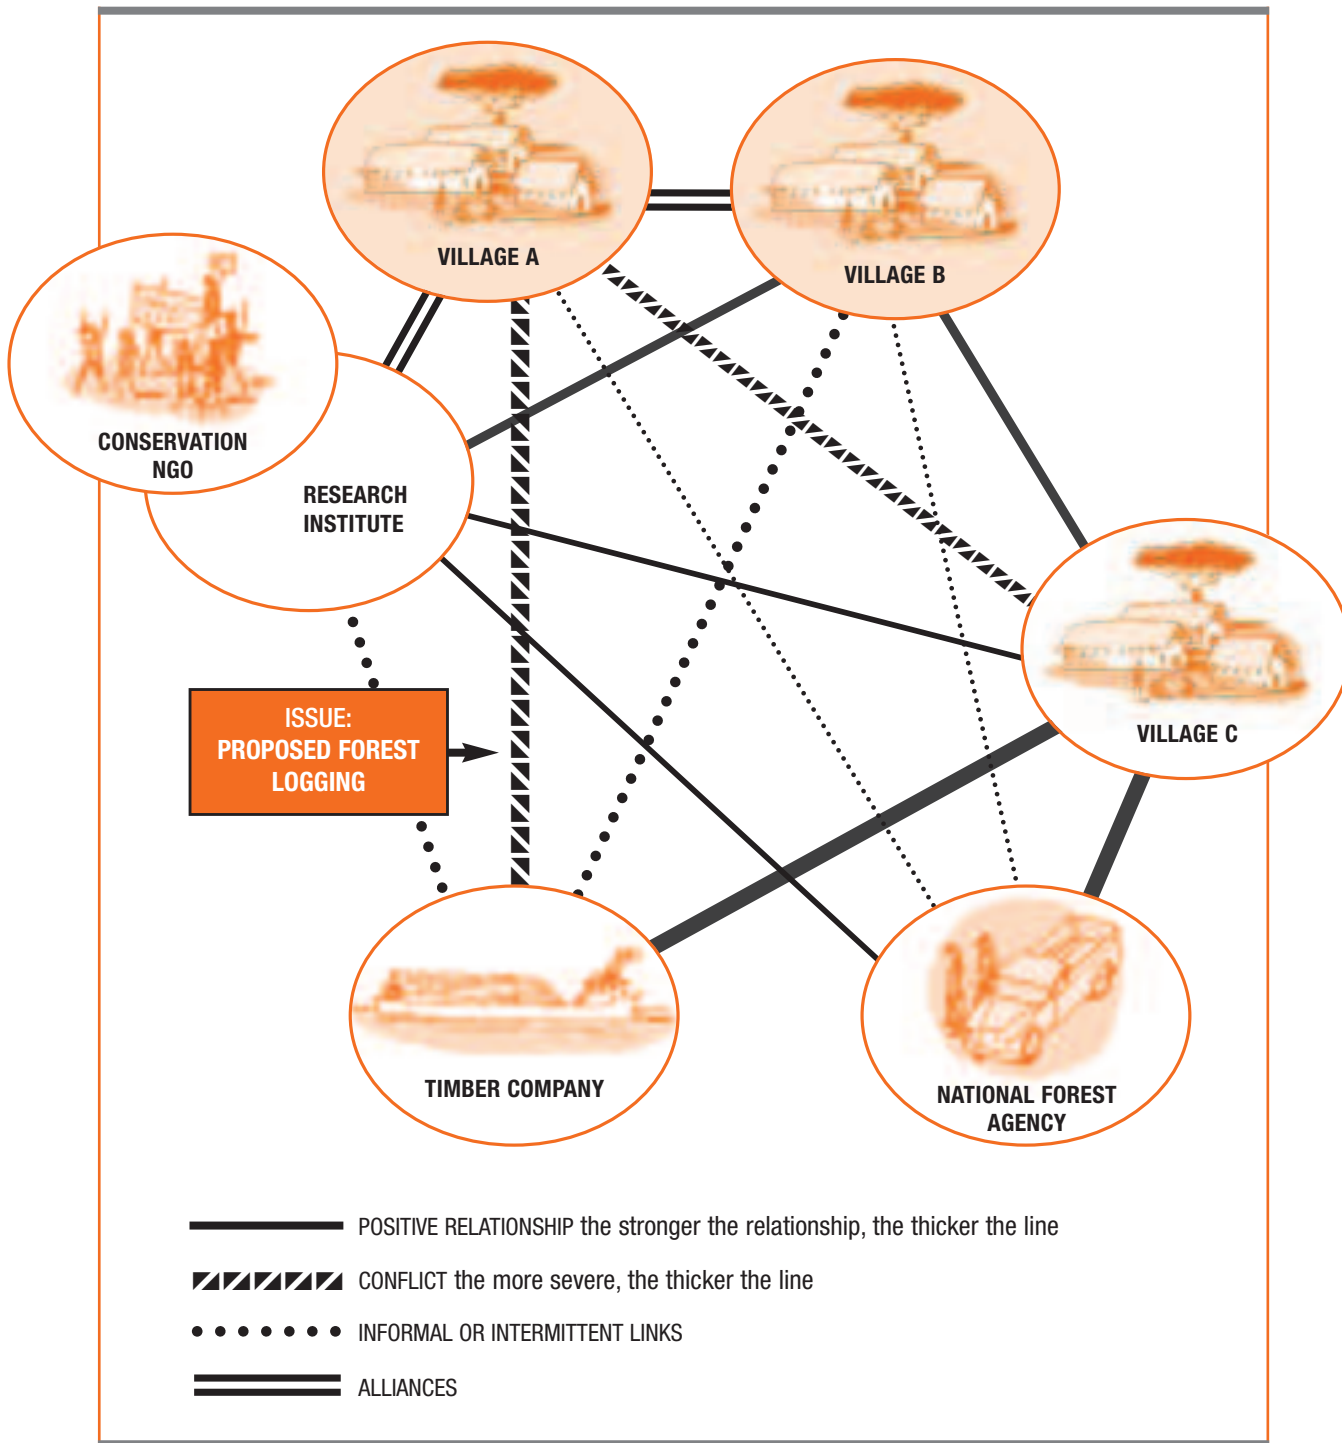 VILLAGE A
VILLAGE B
CONSERVATION
NGO
RESEARCH
INSTITUTE
ISSUE:
PROPOSED FOREST
LOGGING
VILLAGE C
TIMBER COMPANY
NATIONAL FOREST
AGENCY
POSITIVE RELATIONSHIP the stronger the relationship, the thicker the line
CONFLICT the more severe, the thicker the line
INFORMAL OR INTERMITTENT LINKS
ALLIANCES